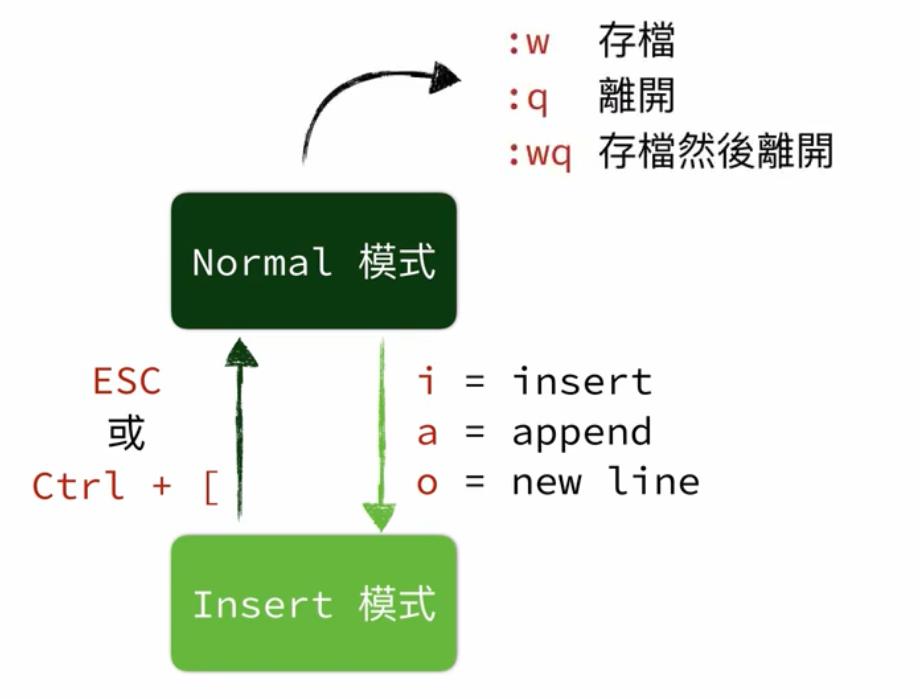 :w 存檔
:q 離開
:wq 存檔然後離開
Normal 模式
ESC
或
Ctrl + [
i = insert
a = append
o = new line
Insert 模式